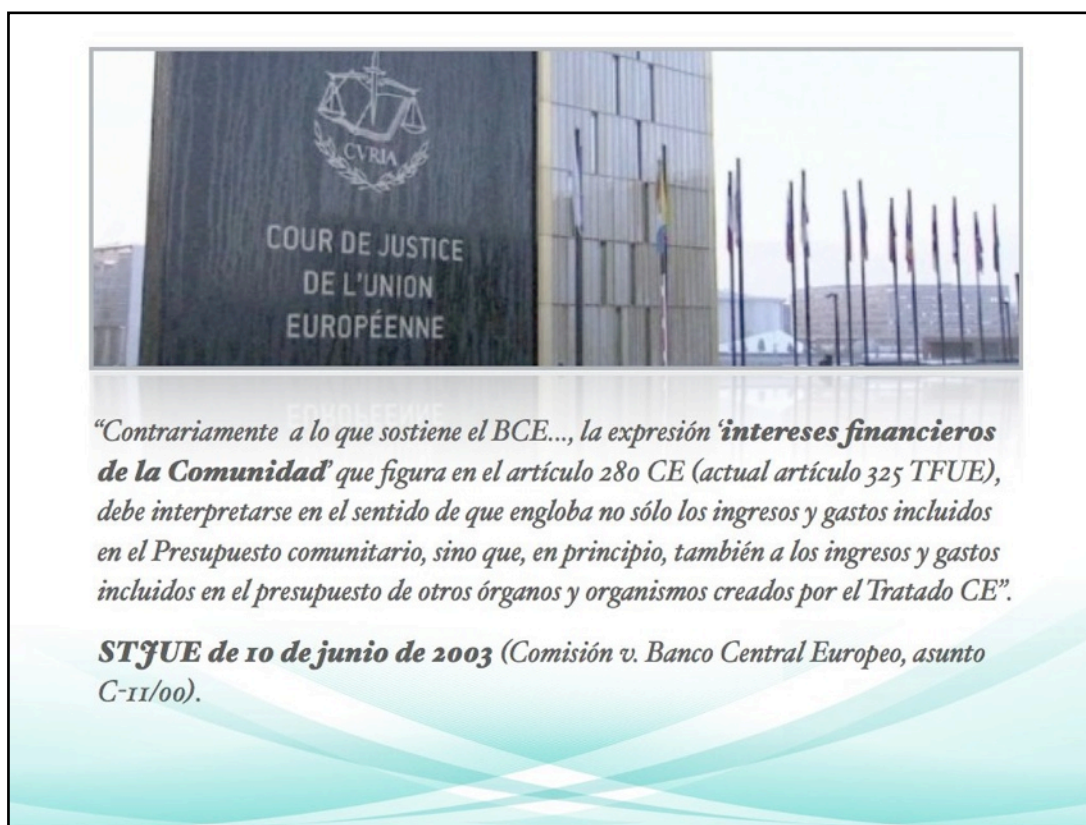 CVRIA
COUR DE JUSTICE
DE L'UNION
EUROPÉENNE
“Contrariamente a lo que sostiene el BCE..., la expresión ‘intereses financieros
de la Comunidad’ que figura en el artículo 280 CE (actual artículo 325 TFUE),
debe interpretarse en el sentido de que engloba no sólo los ingresos y gastos incluidos
en el Presupuesto comunitario, sino que, en principio, también a los ingresos y gastos
incluidos en el presupuesto de otros órganos y organismos creados por el Tratado CE”.
STJUE de 10 de junio de 2003 (Comisión v. Banco Central Europeo, asunto
C-11/00).